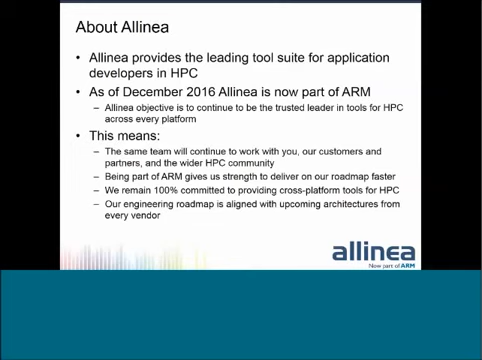 About Allinea
• Allinea provides the leading tool suite for application
developers in HPC
• As of December 2016 Allinea is now part of ARM
– Allinea objective is to continue to be the trusted leader in tools for HPC
across every platform
• This means:
– The same team will continue to work with you, our customers and
partners, and the wider HPC community
– Being part of ARM gives us strength to deliver on our roadmap faster
– We remain 100% committed to providing cross-platform tools for HPC
– Our engineering roadmap is aligned with upcoming architectures from
every vendor
allinea
Now part of ARM